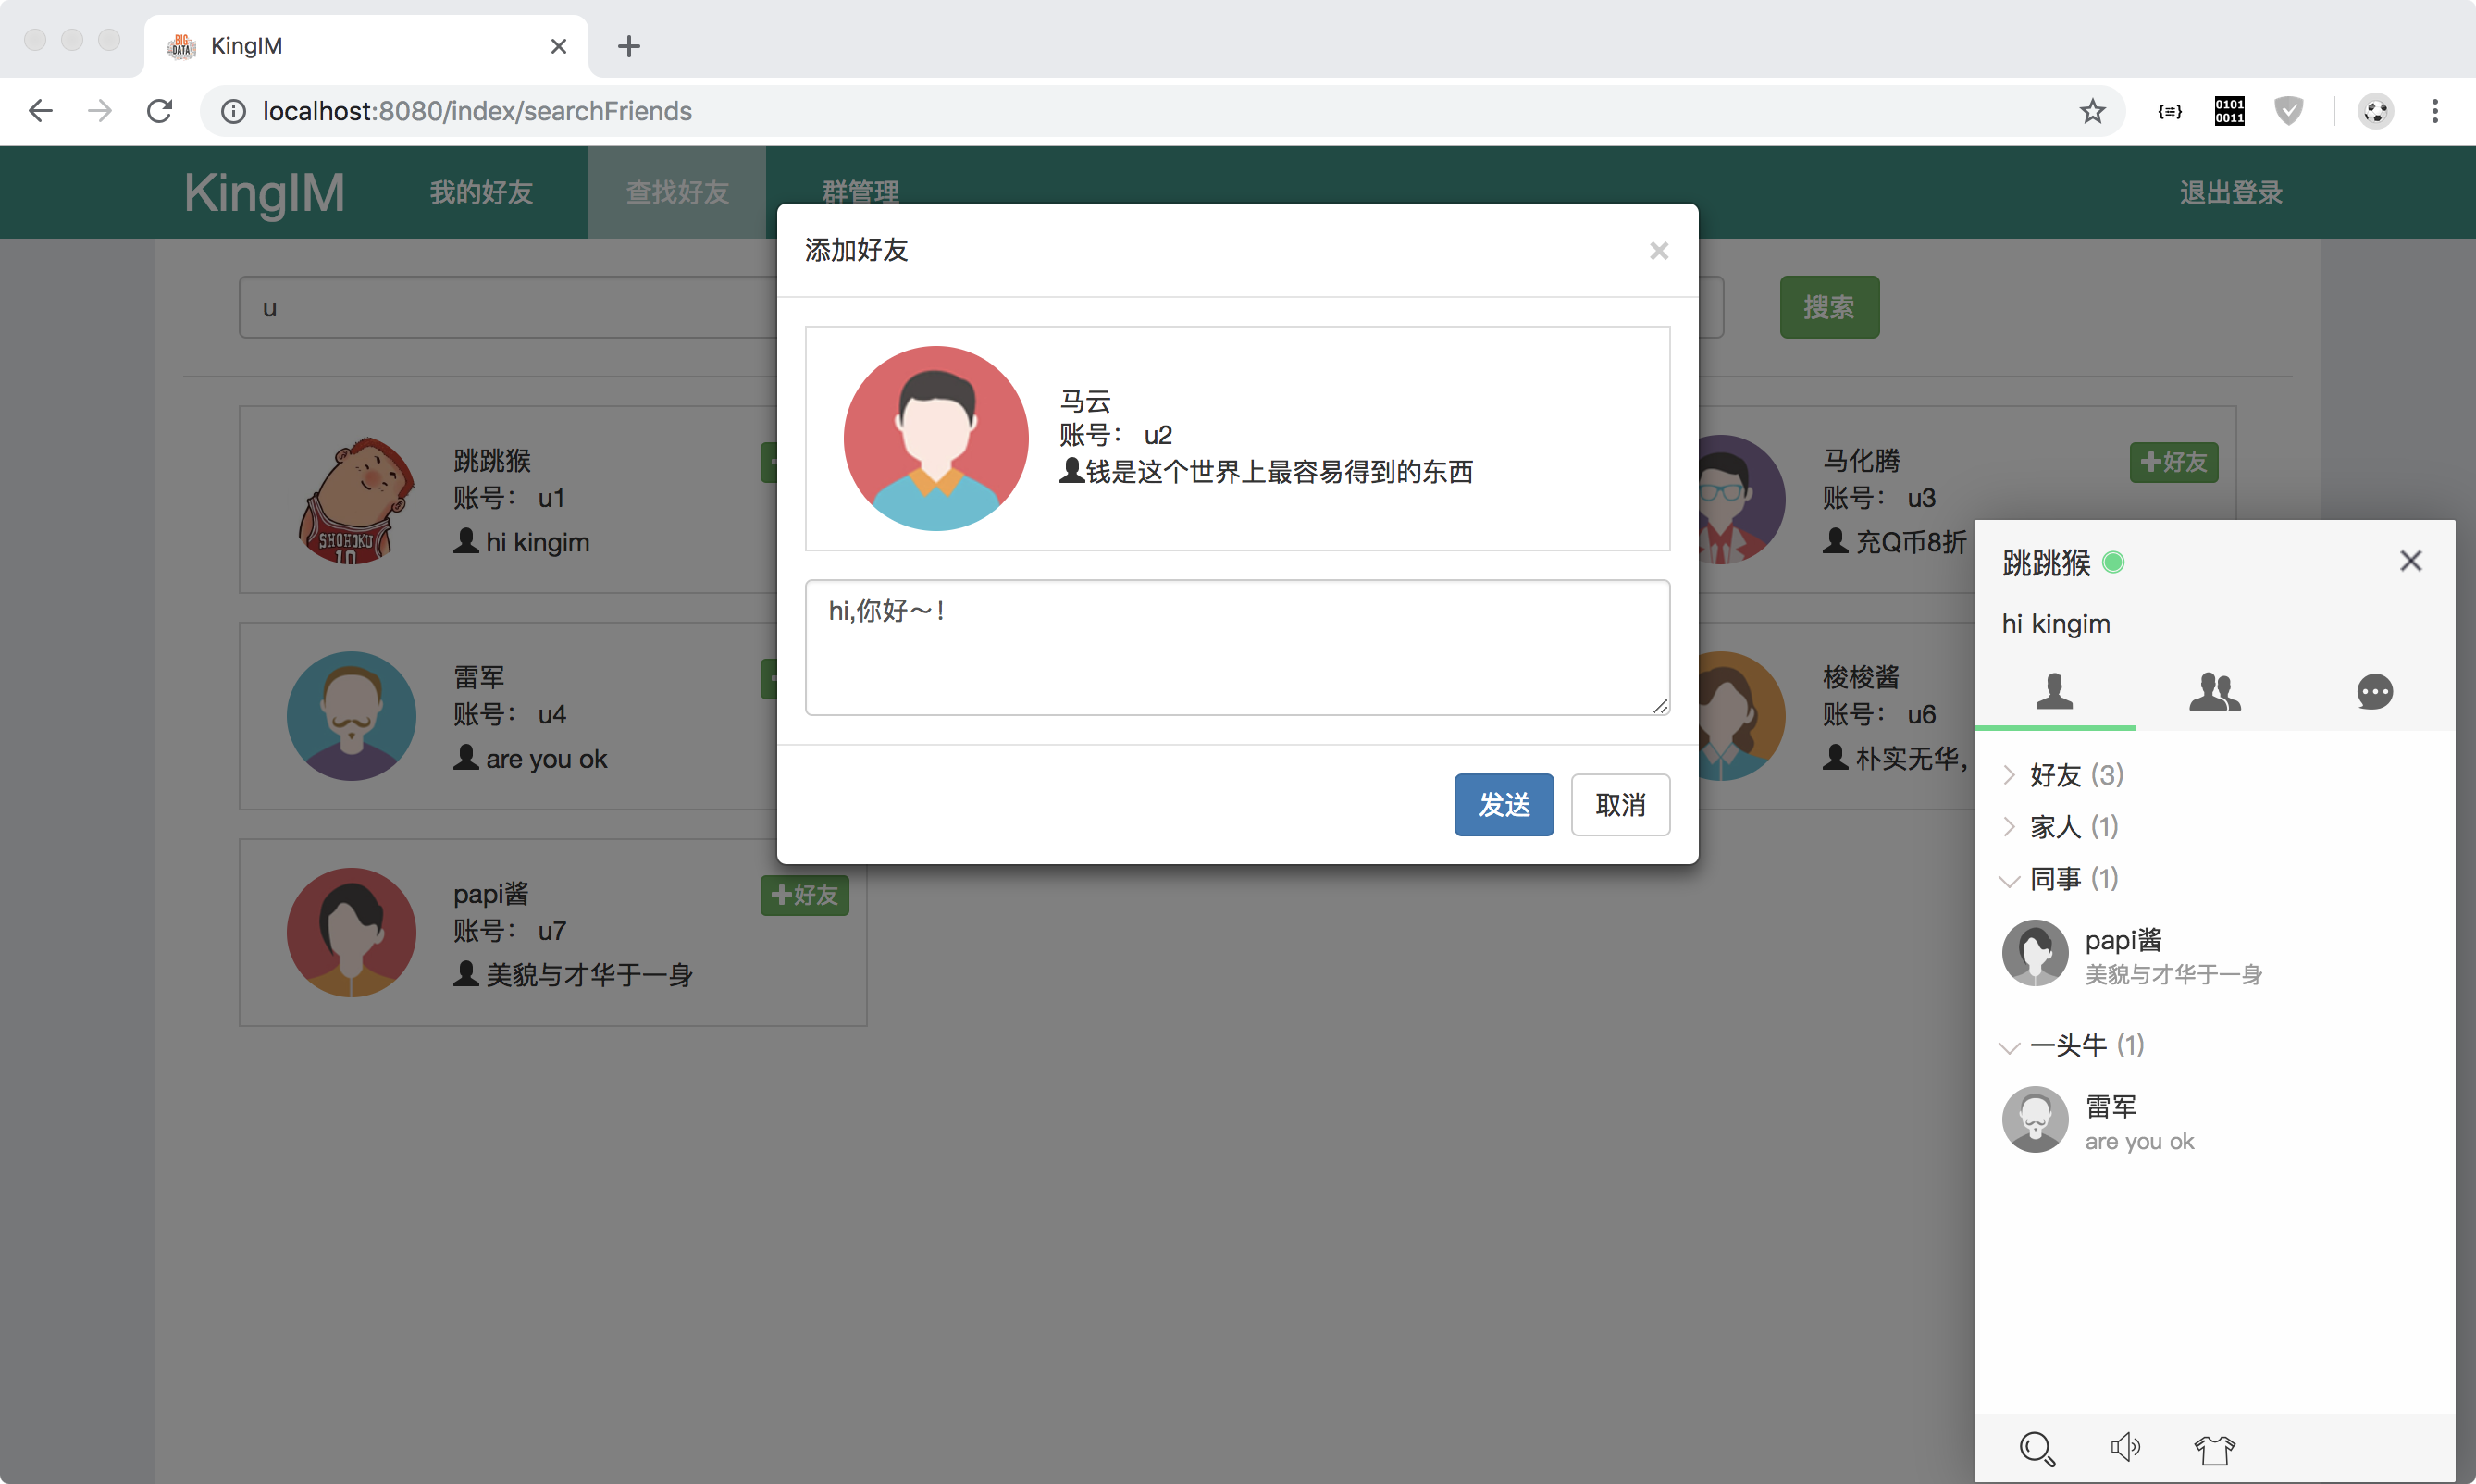 KingIM
localhost:8080/index/searchFriends
0101
0011
KingIM
我的好友
查找好友
群管理
退出登录
u
搜索
添加好友
马云
账号： u2
钱是这个世界上最容易得到的东西
hi,你好～！
发送
取消
跳跳猴
账号： u1
hi kingim
SHOHOKU
10
马化腾
账号： u3
充Q币8折
+好友
雷军
账号： u4
are you ok
梭梭酱
账号： u6
朴实无华，
papi酱
账号： u7
美貌与才华于一身
+好友
跳跳猴
hi kingim
好友 (3)
家人 (1)
同事 (1)
papi酱
美貌与才华于一身
一头牛 (1)
雷军
are you ok